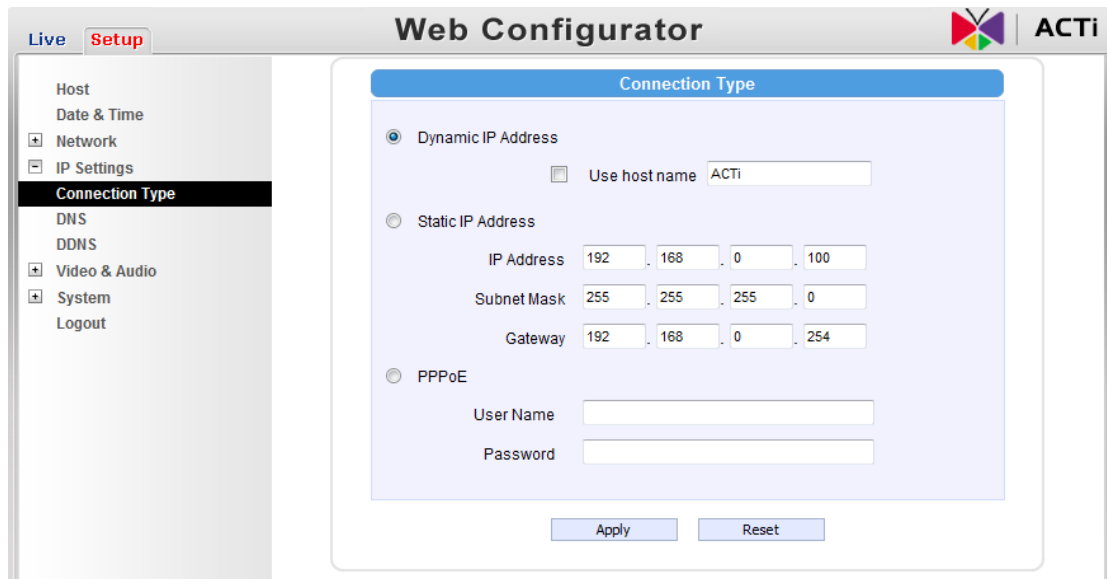 Live Setup Web Configurator ACTi
Host
Date & Time
Network
IP Settings
Connection Type
DNS
DDNS
Video & Audio
System
Logout
Connection Type
Dynamic IP Address
Use host name ACTi
Static IP Address
IP Address 192 . 168 . 0 . 100
Subnet Mask 255 . 255 . 255 . 0
Gateway 192 . 168 . 0 . 254
PPPoE
User Name
Password
Apply Reset